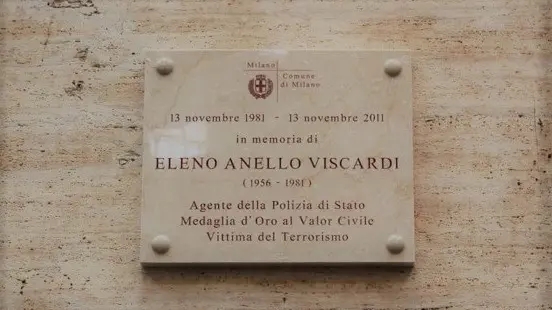 Milano
Comune
di Milano
13 novembre 1981 - 13 novembre 2011
in memoria di
ELENO ANELLO VISCARDI
(1956 - 1981)
Agente della Polizia di Stato
Medaglia d'Oro al Valor Civile
Vittima del Terrorismo